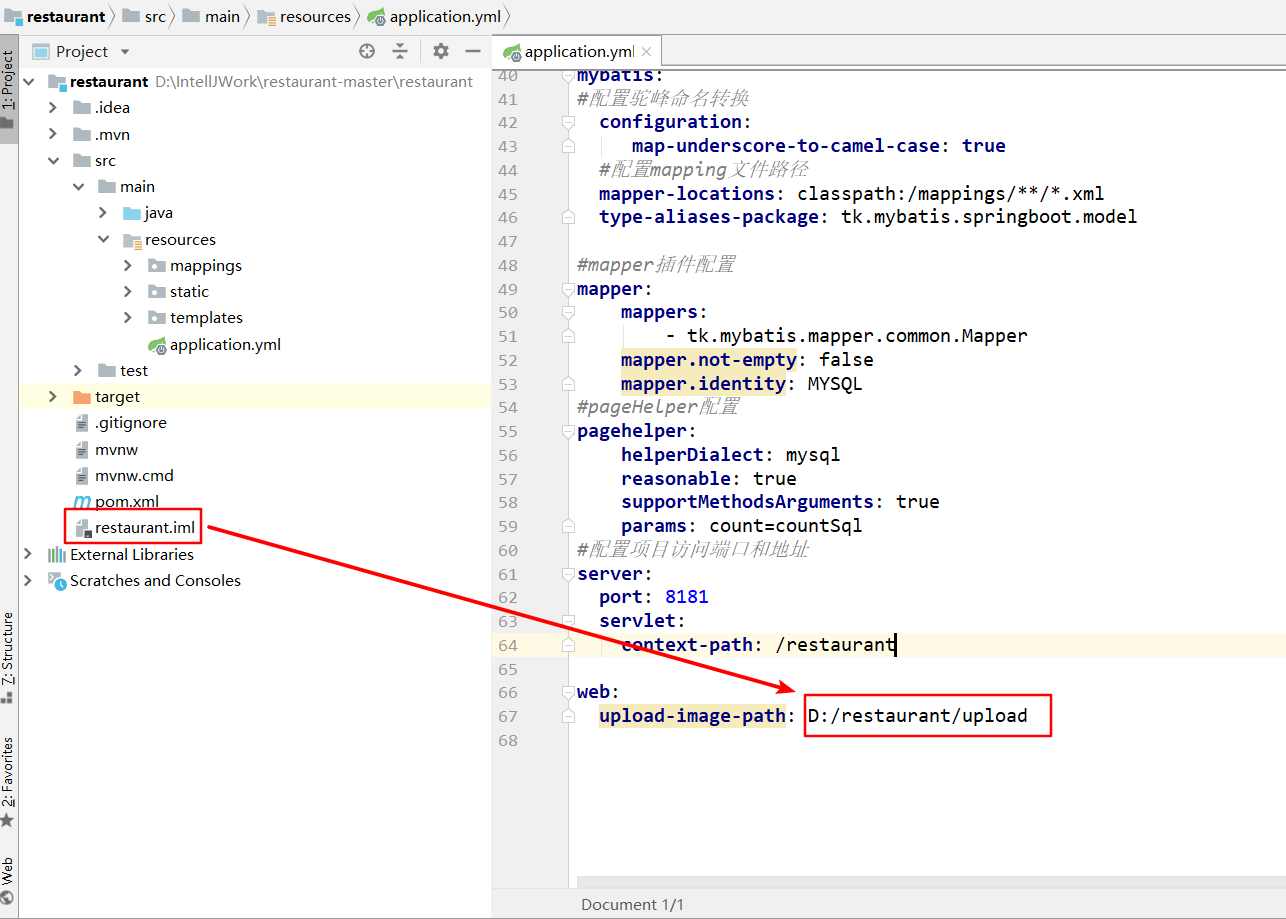 restaurant src main resources application.yml
Project
application.yml
1: Project
restaurant D:\IntellJWork\restaurant-master\restaurant
.idea
.mvn
src
main
java
resources
mappings
static
templates
application.yml
test
target
.gitignore
mvnw
mvnw.cmd
pom.xml
restaurant.iml
External Libraries
Scratches and Consoles
7: Structure
2: Favorites
Web
40 mybatis:
41 #配置驼峰命名转换
42 configuration:
43 map-underscore-to-camel-case: true
44 #配置mapping文件路径
45 mapper-locations: classpath:/mappings/**/*.xml
46 type-aliases-package: tk.mybatis.springboot.model
47
48 #mapper插件配置
49 mapper:
50 mappers:
51 - tk.mybatis.mapper.common.Mapper
52 mapper.not-empty: false
53 mapper.identity: MYSQL
54 #pageHelper配置
55 pagehelper:
56 helperDialect: mysql
57 reasonable: true
58 supportMethodsArguments: true
59 params: count=countSql
60 #配置项目访问端口和地址
61 server:
62 port: 8181
63 servlet:
64 context-path: /restaurant
65
66 web:
67 upload-image-path: D:/restaurant/upload
68
Document 1/1